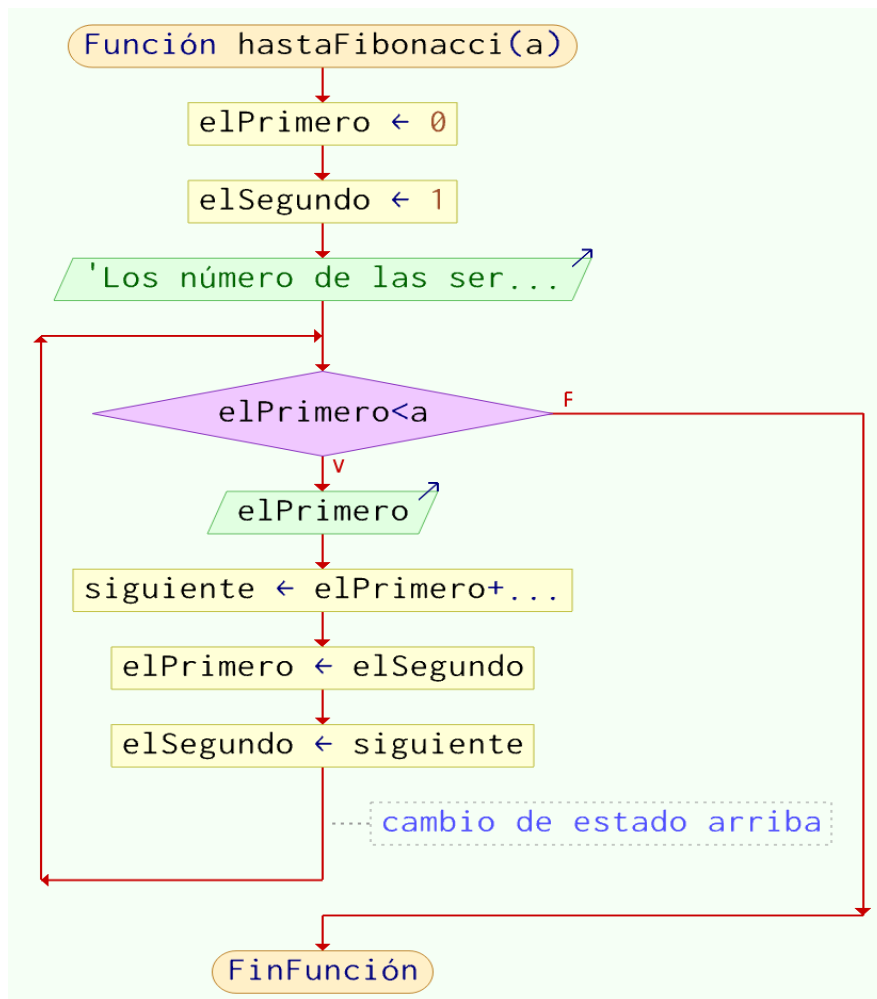 Función hastaFibonacci(a)
elPrimero ← 0
elSegundo ← 1
'Los número de las ser...
elPrimero<a
F
V
elPrimero
siguiente ← elPrimero+...
elPrimero ← elSegundo
elSegundo ← siguiente
cambio de estado arriba
FinFunción